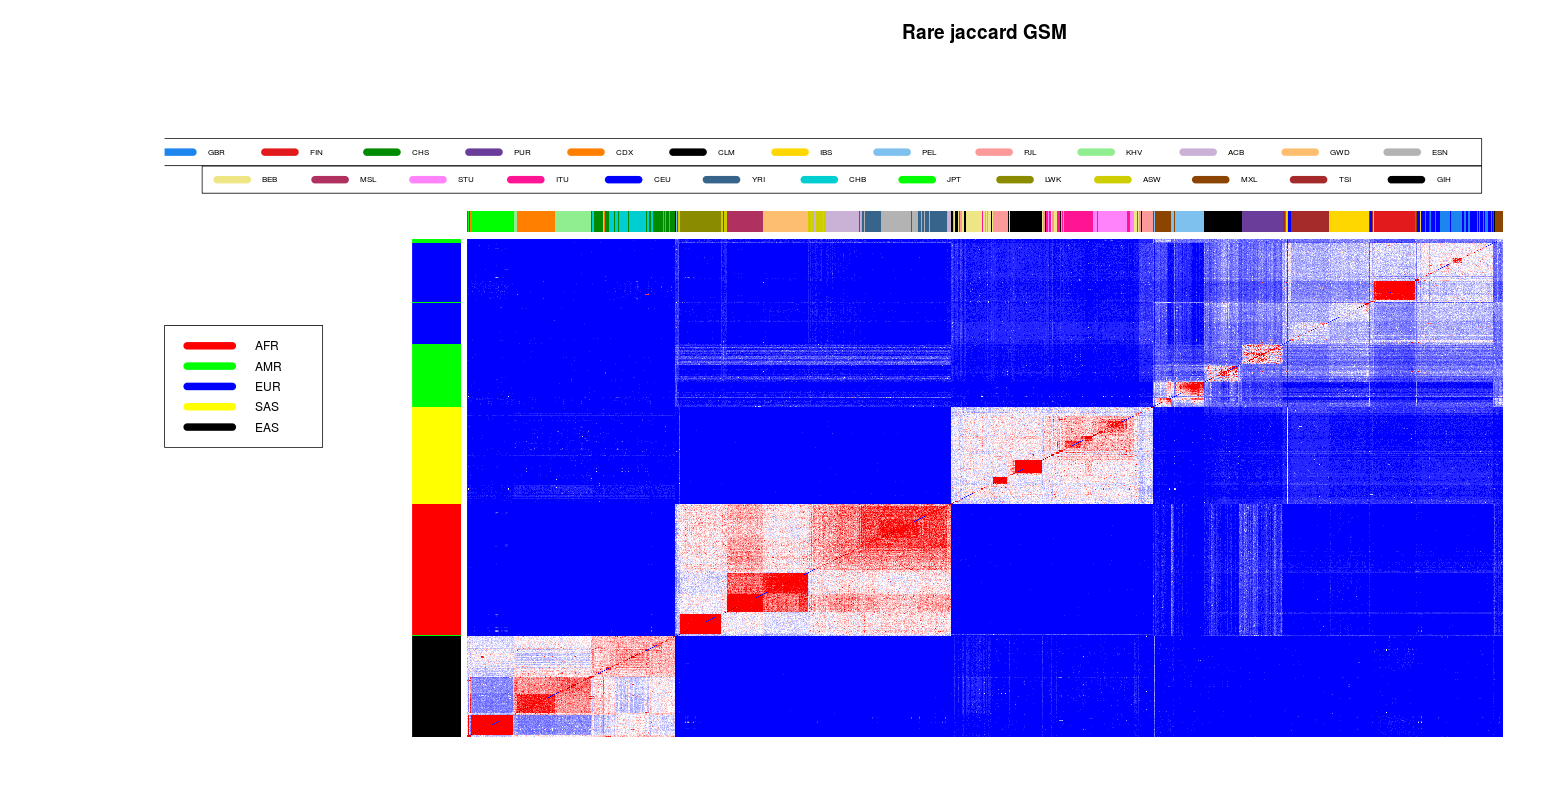 Rare jaccard GSM
GBR FIN CHS PUR CDX CLM IBS PEL PJL KHV ACB GWD ESN
BEB MSL STU ITU CEU YRI CHB JPT LWK ASW MXL TSI GIH
AFR
AMR
EUR
SAS
EAS